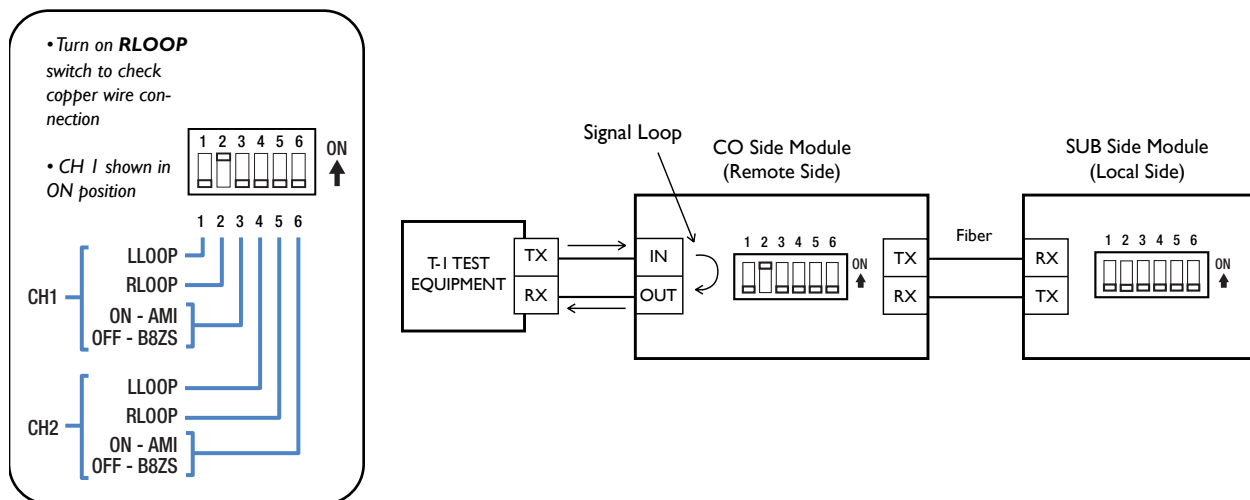 • Turn on RLOOP
switch to check
copper wire con-
nection
• CH 1 shown in
ON position
1 2 3 4 5 6
ON
1 2 3 4 5 6
CH1
LLOOP
RLOOP
ON - AMI
OFF - B8ZS
CH2
LLOOP
RLOOP
ON - AMI
OFF - B8ZS
Signal Loop
CO Side Module
(Remote Side)
SUB Side Module
(Local Side)
T-1 TEST
EQUIPMENT
TX
RX
IN
OUT
1 2 3 4 5 6
ON
TX
RX
Fiber
RX
TX
1 2 3 4 5 6
ON